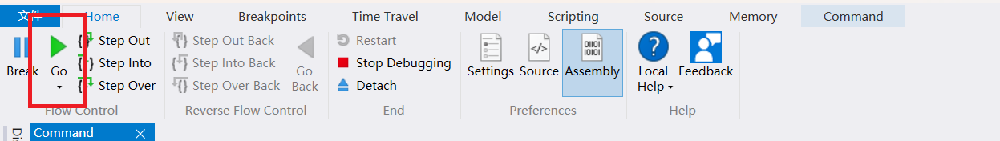 文件 Home View Breakpoints Time Travel Model Scripting Source Memory Command
Break
Go
Step Out
Step Into
Step Over
Flow Control
Step Out Back
Step Into Back
Step Over Back
Go
Back
Reverse Flow Control
Restart
Stop Debugging
Detach
End
Settings
Source
Assembly
Preferences
Local
Help
Feedback
Help
Command